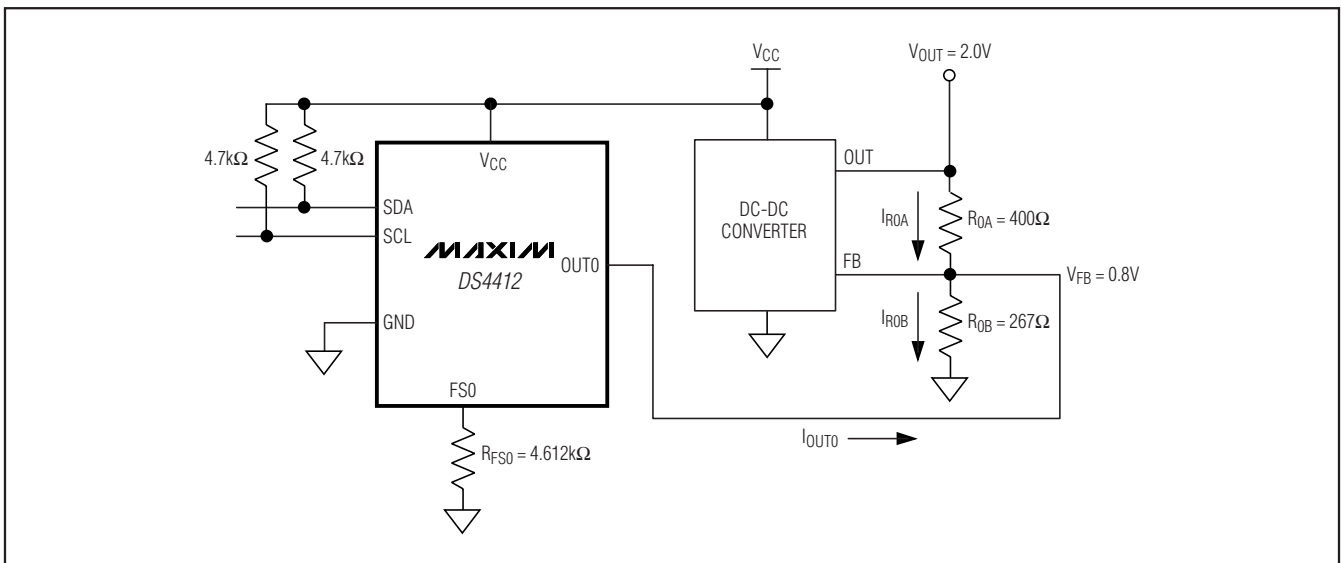 VCC
VOUT = 2.0V
4.7kΩ
4.7kΩ
VCC
SDA
SCL
MAXIM
DS4412
OUT0
GND
FS0
RFS0 = 4.612kΩ
DC-DC
CONVERTER
OUT
FB
IR0A
R0A = 400Ω
VFB = 0.8V
IR0B
R0B = 267Ω
IOUT0